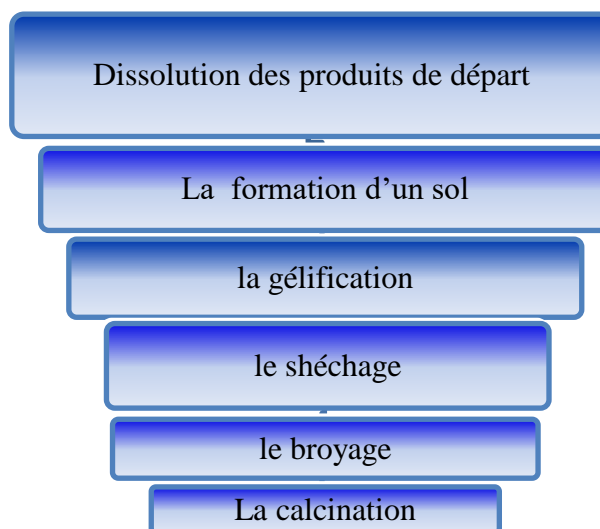 Dissolution des produits de départ
La formation d’un sol
la gélification
le shéchage
le broyage
La calcination